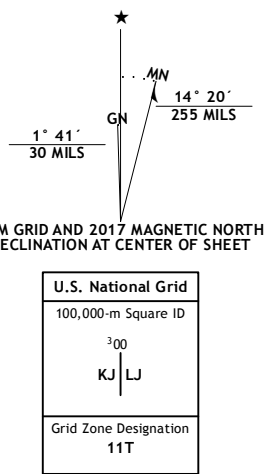 MN
GN
14° 20´
255 MILS
1° 41´
30 MILS
M GRID AND 2017 MAGNETIC NORTH
ECLINATION AT CENTER OF SHEET
U.S. National Grid
100,000-m Square ID
³00
KJ LJ
Grid Zone Designation
11T